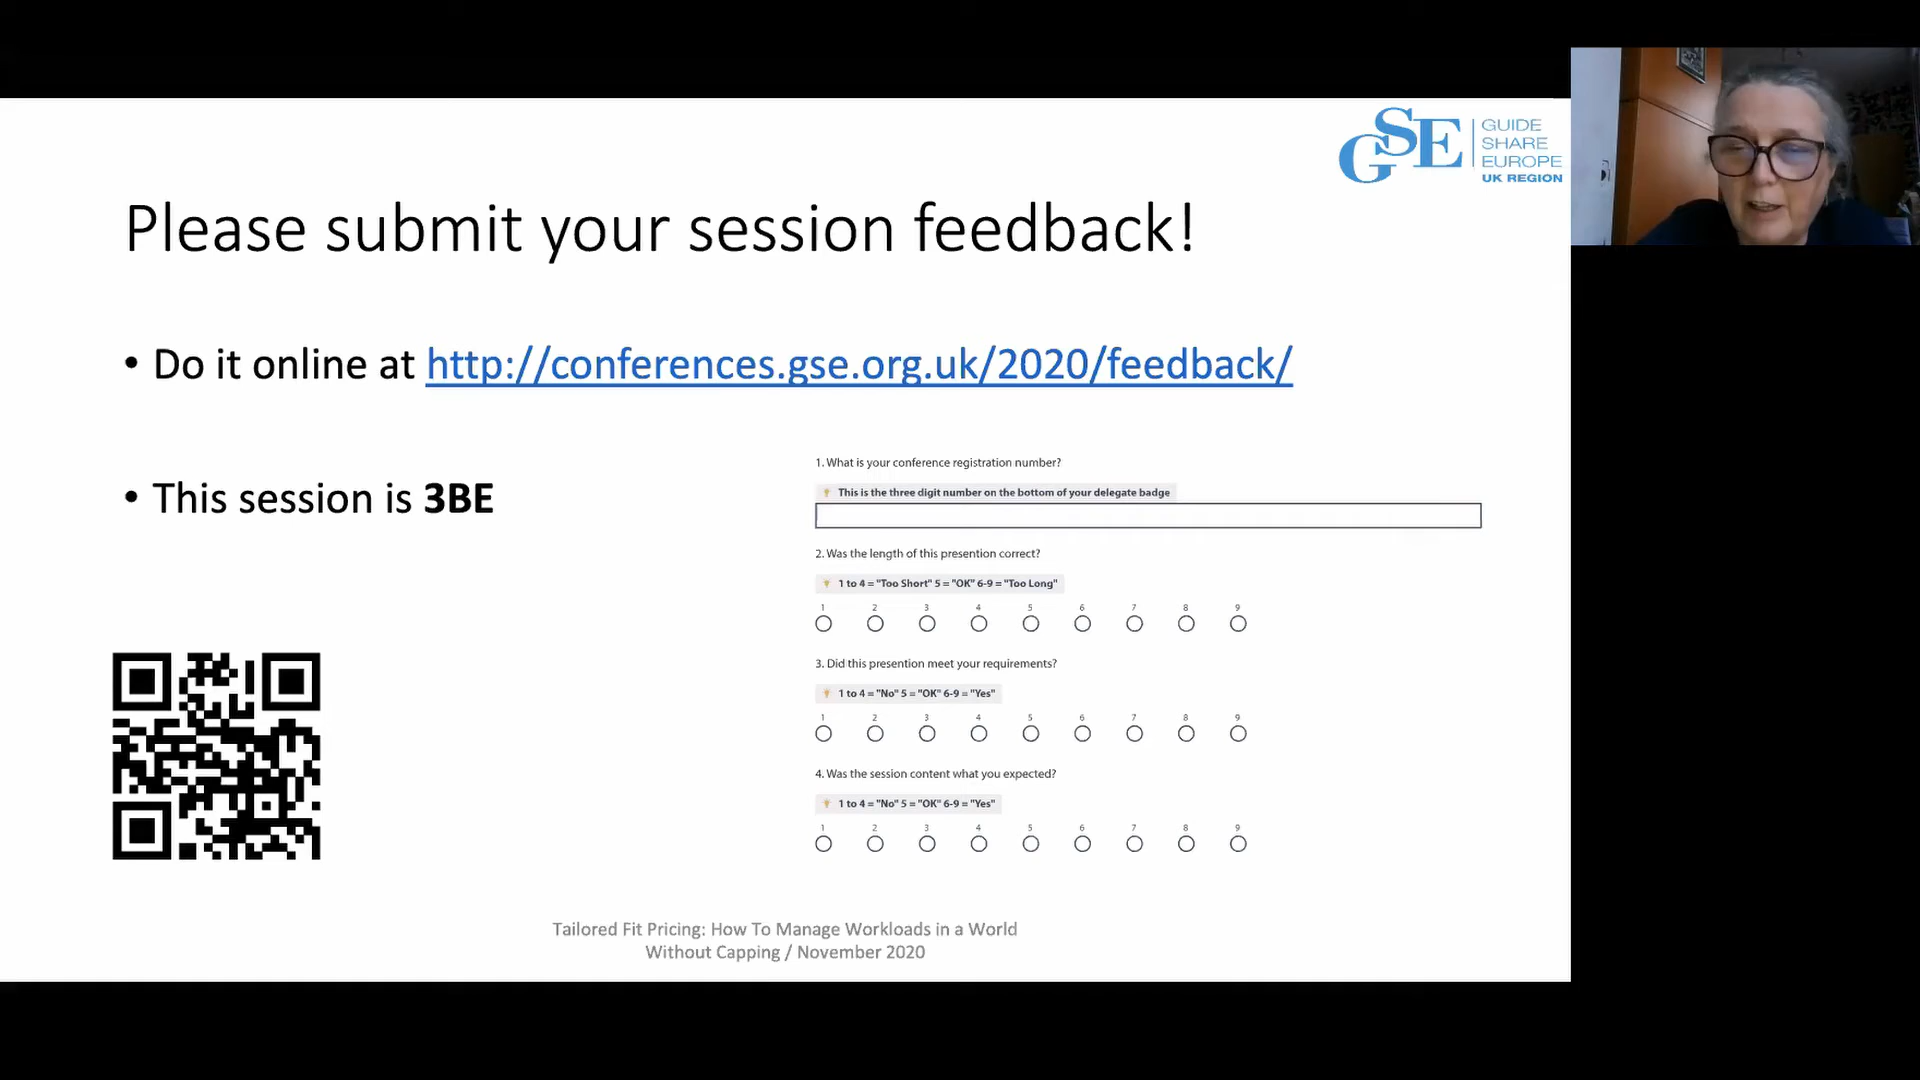 GSE
GUIDE
SHARE
EUROPE
UK REGION
Please submit your session feedback!
• Do it online at http://conferences.gse.org.uk/2020/feedback/
• This session is 3BE
1. What is your conference registration number?
This is the three digit number on the bottom of your delegate badge
2. Was the length of this presention correct?
1 to 4 = "Too Short" 5 = "OK" 6-9 = "Too Long"
1 2 3 4 5 6 7 8 9
3. Did this presention meet your requirements?
1 to 4 = "No" 5 = "OK" 6-9 = "Yes"
1 2 3 4 5 6 7 8 9
4. Was the session content what you expected?
1 to 4 = "No" 5 = "OK" 6-9 = "Yes"
1 2 3 4 5 6 7 8 9
Tailored Fit Pricing: How To Manage Workloads in a World
Without Capping / November 2020